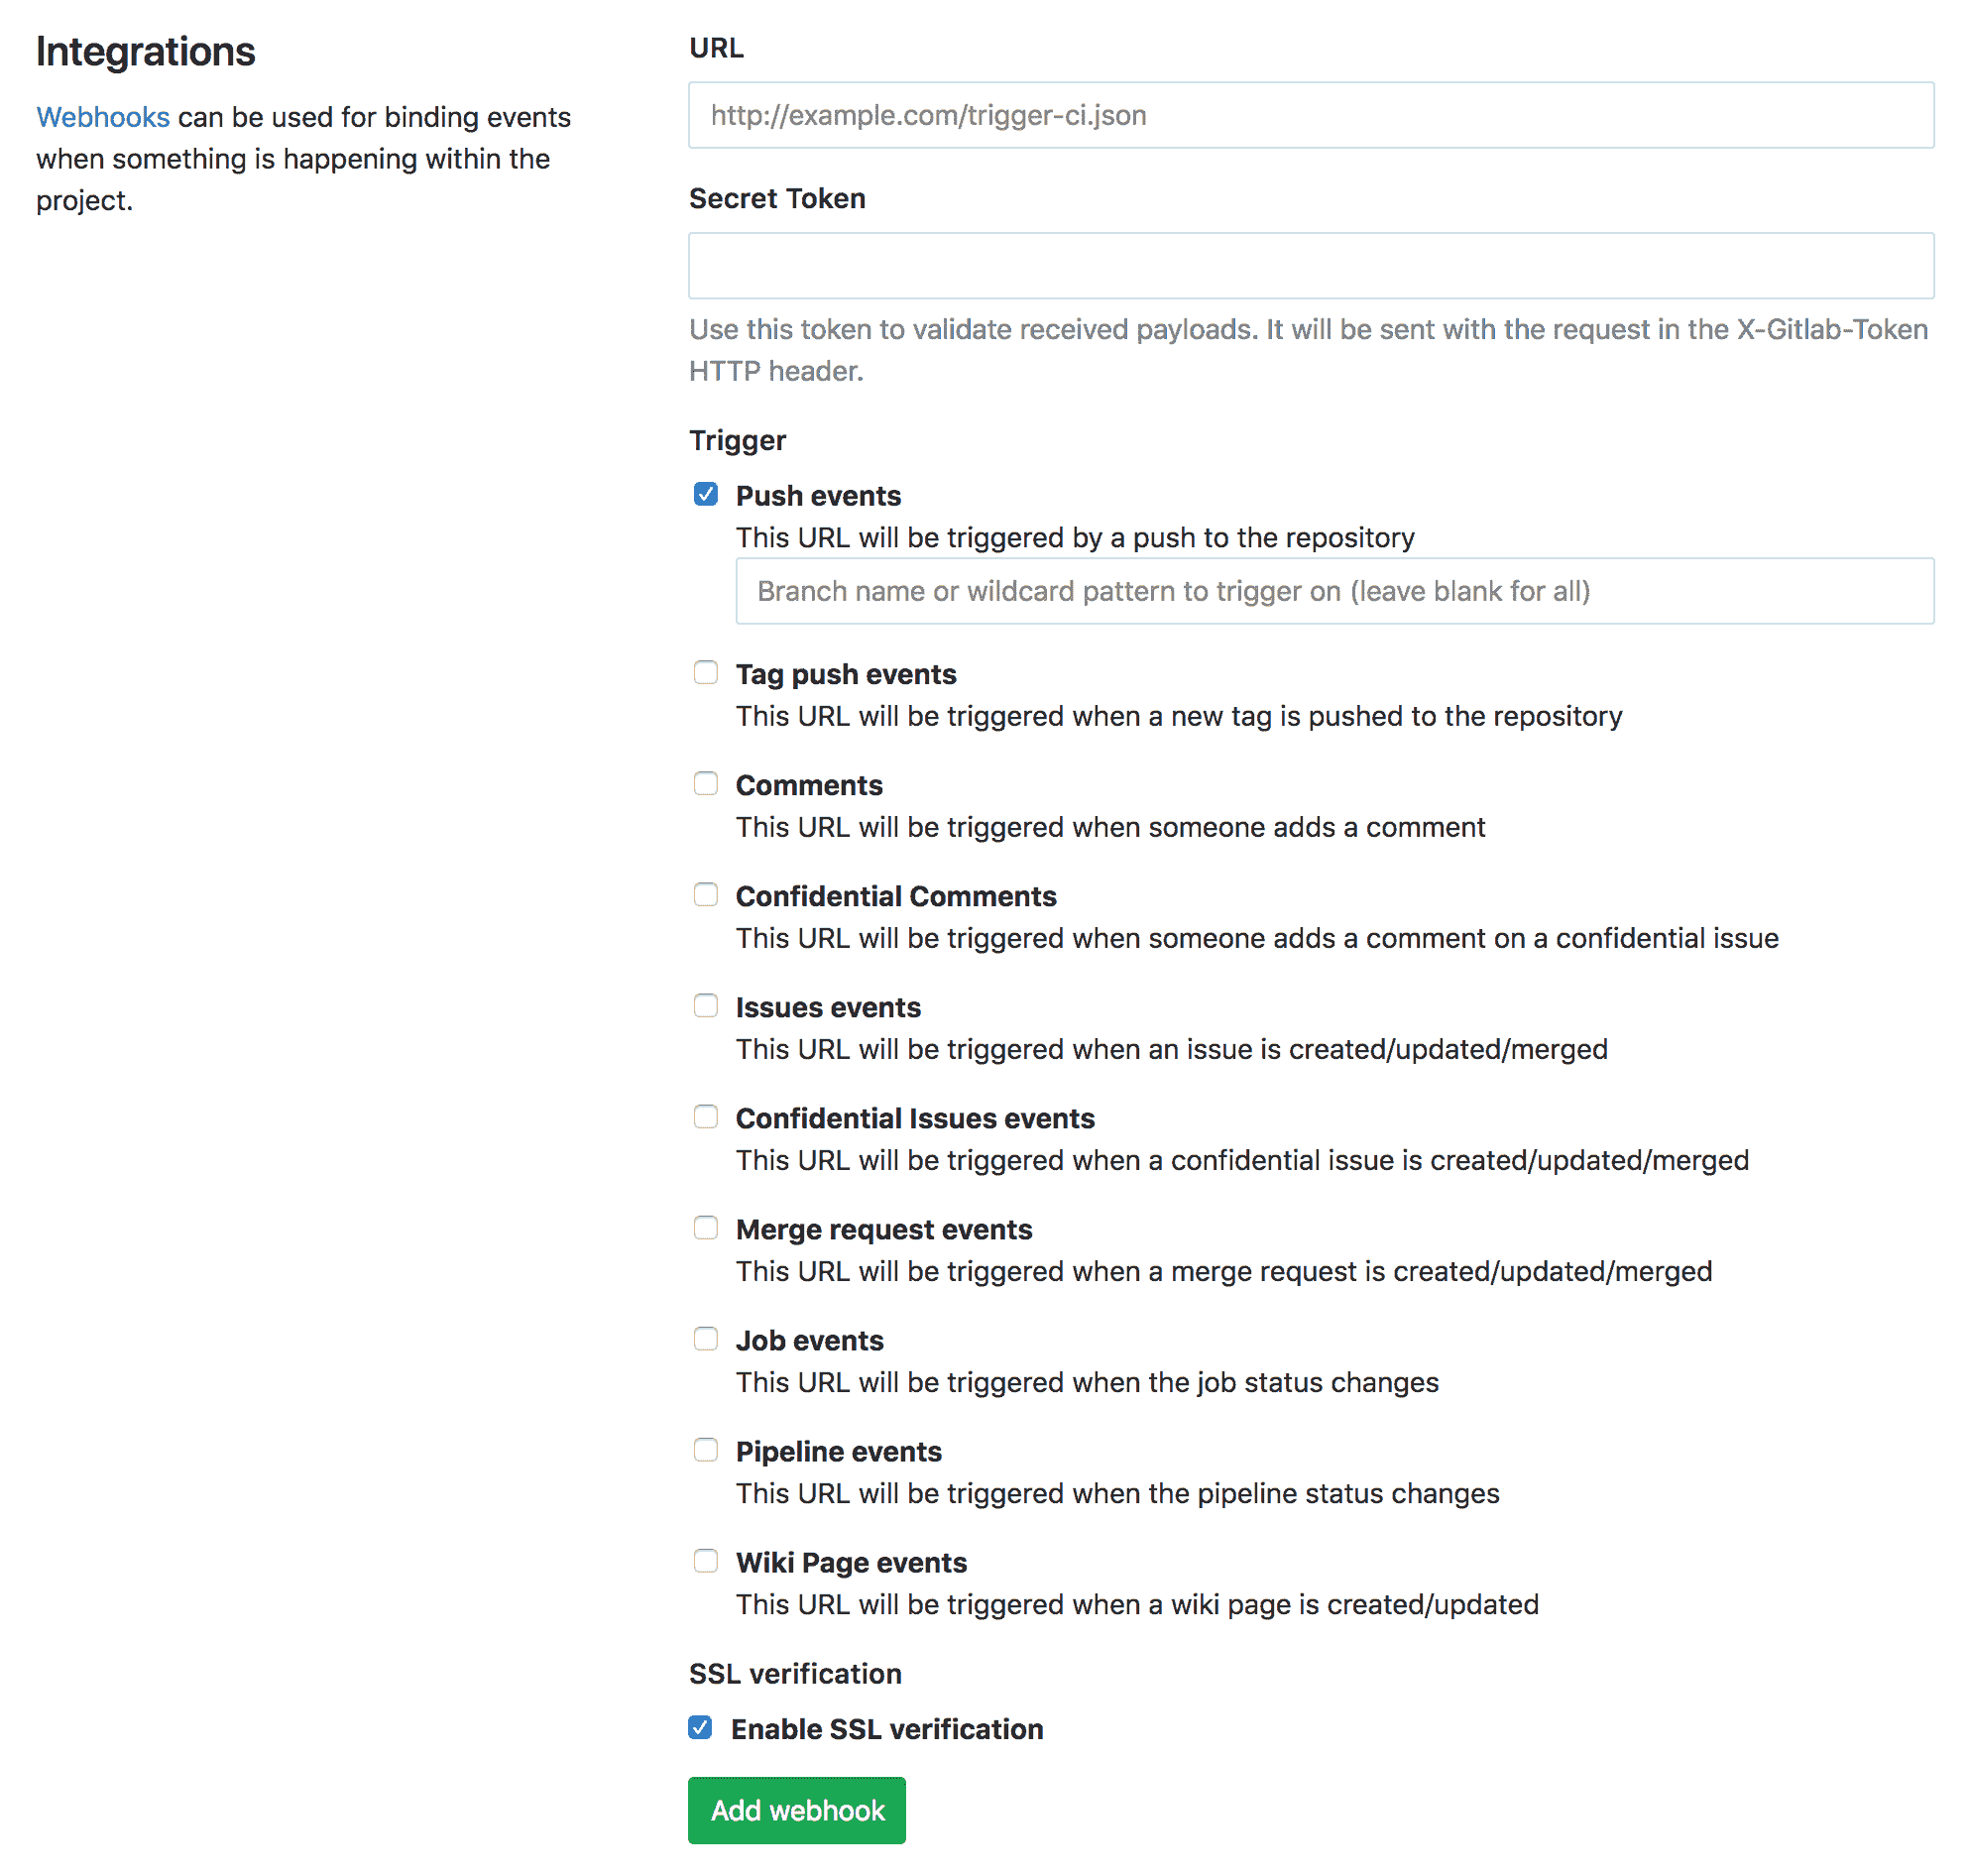 Integrations
Webhooks can be used for binding events
when something is happening within the
project.
URL
http://example.com/trigger-ci.json
Secret Token
Use this token to validate received payloads. It will be sent with the request in the X-Gitlab-Token
HTTP header.
Trigger
Push events
This URL will be triggered by a push to the repository
Branch name or wildcard pattern to trigger on (leave blank for all)
Tag push events
This URL will be triggered when a new tag is pushed to the repository
Comments
This URL will be triggered when someone adds a comment
Confidential Comments
This URL will be triggered when someone adds a comment on a confidential issue
Issues events
This URL will be triggered when an issue is created/updated/merged
Confidential Issues events
This URL will be triggered when a confidential issue is created/updated/merged
Merge request events
This URL will be triggered when a merge request is created/updated/merged
Job events
This URL will be triggered when the job status changes
Pipeline events
This URL will be triggered when the pipeline status changes
Wiki Page events
This URL will be triggered when a wiki page is created/updated
SSL verification
Enable SSL verification
Add webhook